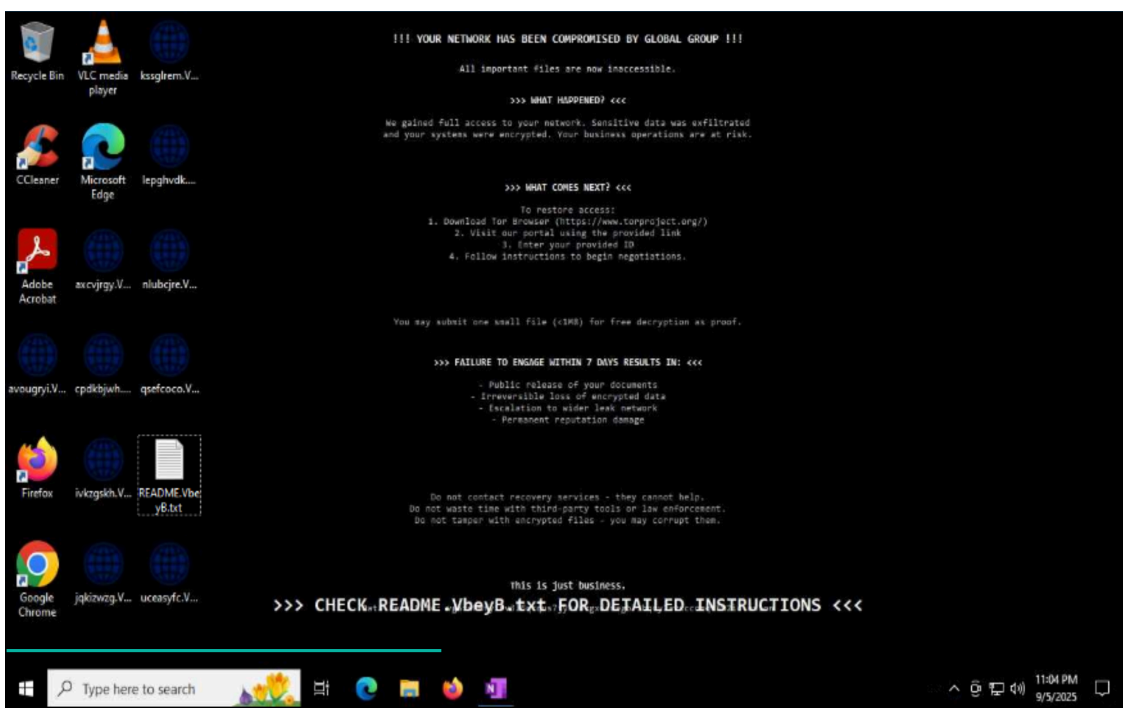 Recycle Bin
VLC media player
kssglrem.V...
CCleaner
Microsoft Edge
lepghvdk....
Adobe Acrobat
axcvjrgy.V...
nlubcjre.V...
avougryi.V...
cpdkbjwh....
qsefcoco.V...
Firefox
ivkzgskh.V...
README.VbeyB.txt
Google Chrome
jqkizwzg.V...
uceasyfc.V...
!!! YOUR NETWORK HAS BEEN COMPROMISED BY GLOBAL GROUP !!!
All important files are now inaccessible.
>>> WHAT HAPPENED? <<<
We gained full access to your network. Sensitive data was exfiltrated
and your systems were encrypted. Your business operations are at risk.
>>> WHAT COMES NEXT? <<<
To restore access:
1. Download Tor Browser (https://www.torproject.org/)
2. Visit our portal using the provided link
3. Enter your provided ID
4. Follow instructions to begin negotiations.
You may submit one small file (<1MB) for free decryption as proof.
>>> FAILURE TO ENGAGE WITHIN 7 DAYS RESULTS IN: <<<
- Public release of your documents
- Irreversible loss of encrypted data
- Escalation to wider leak network
- Permanent reputation damage
Do not contact recovery services - they cannot help.
Do not waste time with third-party tools or law enforcement.
Do not tamper with encrypted files - you may corrupt them.
This is just business.
>>> CHECK README.VbeyB.txt FOR DETAILED INSTRUCTIONS <<<
Type here to search
11:04 PM
9/5/2025